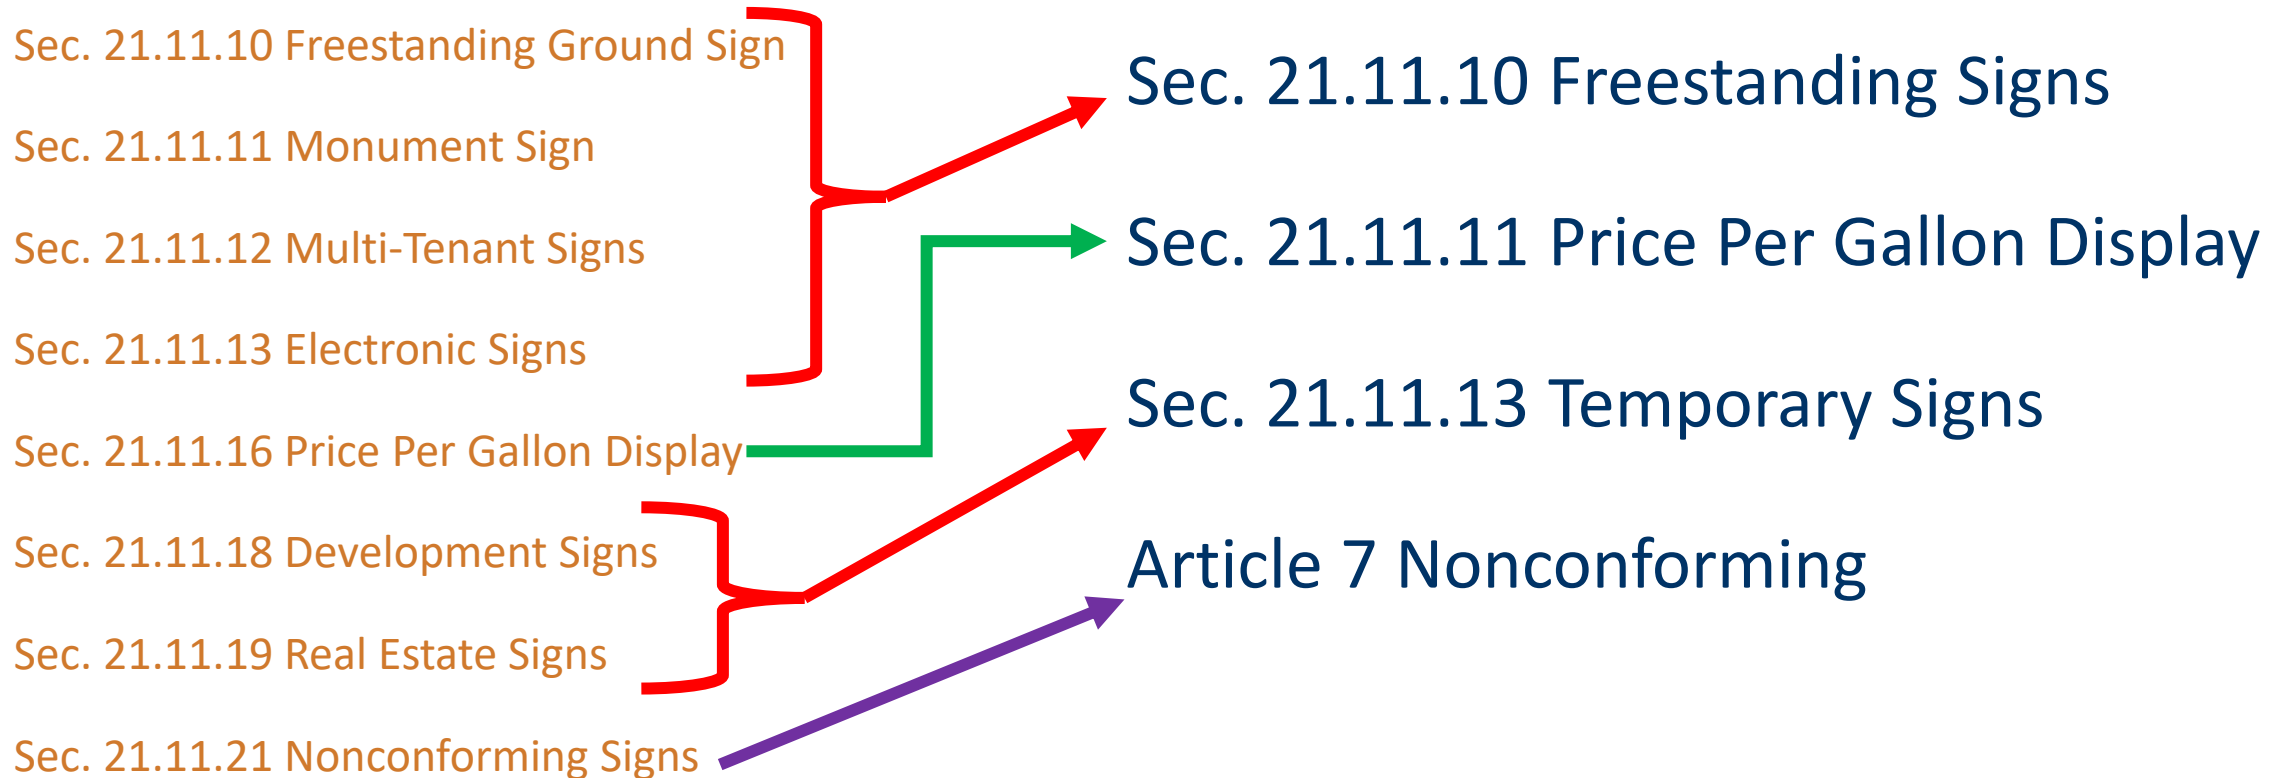 Sec. 21.11.10 Freestanding Ground Sign
Sec. 21.11.11 Monument Sign
Sec. 21.11.12 Multi-Tenant Signs
Sec. 21.11.13 Electronic Signs
Sec. 21.11.16 Price Per Gallon Display
Sec. 21.11.18 Development Signs
Sec. 21.11.19 Real Estate Signs
Sec. 21.11.21 Nonconforming Signs
Sec. 21.11.10 Freestanding Signs
Sec. 21.11.11 Price Per Gallon Display
Sec. 21.11.13 Temporary Signs
Article 7 Nonconforming